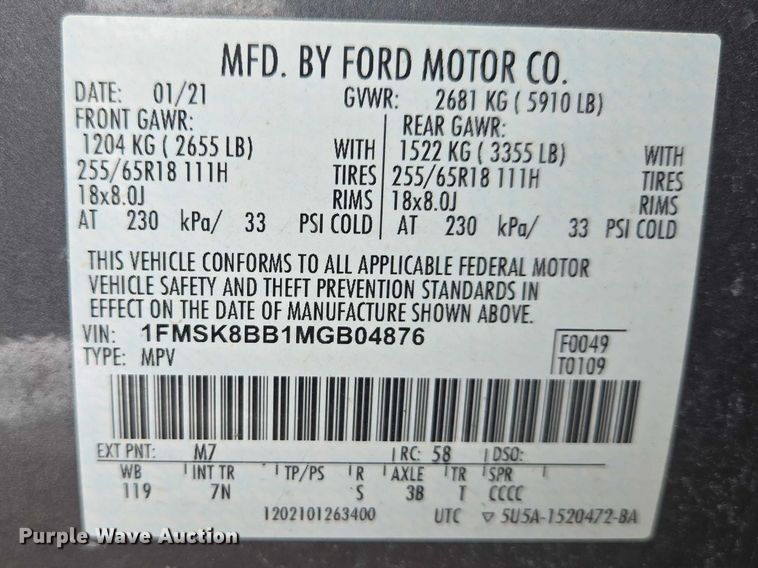 MFD. BY FORD MOTOR CO.
DATE: 01/21 GVWR: 2681 KG ( 5910 LB)
FRONT GAWR: REAR GAWR:
1204 KG ( 2655 LB) WITH 1522 KG ( 3355 LB) WITH
255/65R18 111H TIRES 255/65R18 111H TIRES
18x8.0J RIMS 18x8.0J RIMS
AT 230 kPa/ 33 PSI COLD AT 230 kPa/ 33 PSI COLD
THIS VEHICLE CONFORMS TO ALL APPLICABLE FEDERAL MOTOR
VEHICLE SAFETY AND THEFT PREVENTION STANDARDS IN
EFFECT ON THE DATE OF MANUFACTURE SHOWN ABOVE.
VIN: 1FMSK8BB1MGB04876 F0049
TYPE: MPV T0109
EXT PNT: M7 RC: 58 DSO:
WB INT TR TP/PS R AXLE TR SPR
119 7N S 3B T CCCC
1202101263400 UTC ▽ 5U5A-1520472-BA
Purple Wave Auction